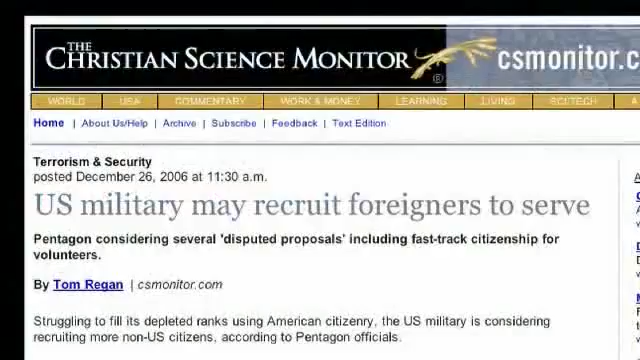 THE
CHRISTIAN SCIENCE MONITOR ®
csmonitor.c
WORLD USA COMMENTARY WORK & MONEY LEARNING LIVING SCI/TECH A
Home | About Us/Help | Archive | Subscribe | Feedback | Text Edition
Terrorism & Security
posted December 26, 2006 at 11:30 a.m.
US military may recruit foreigners to serve
Pentagon considering several 'disputed proposals' including fast-track citizenship for
volunteers.
By Tom Regan | csmonitor.com
Struggling to fill its depleted ranks using American citizenry, the US military is considering
recruiting more non-US citizens, according to Pentagon officials.